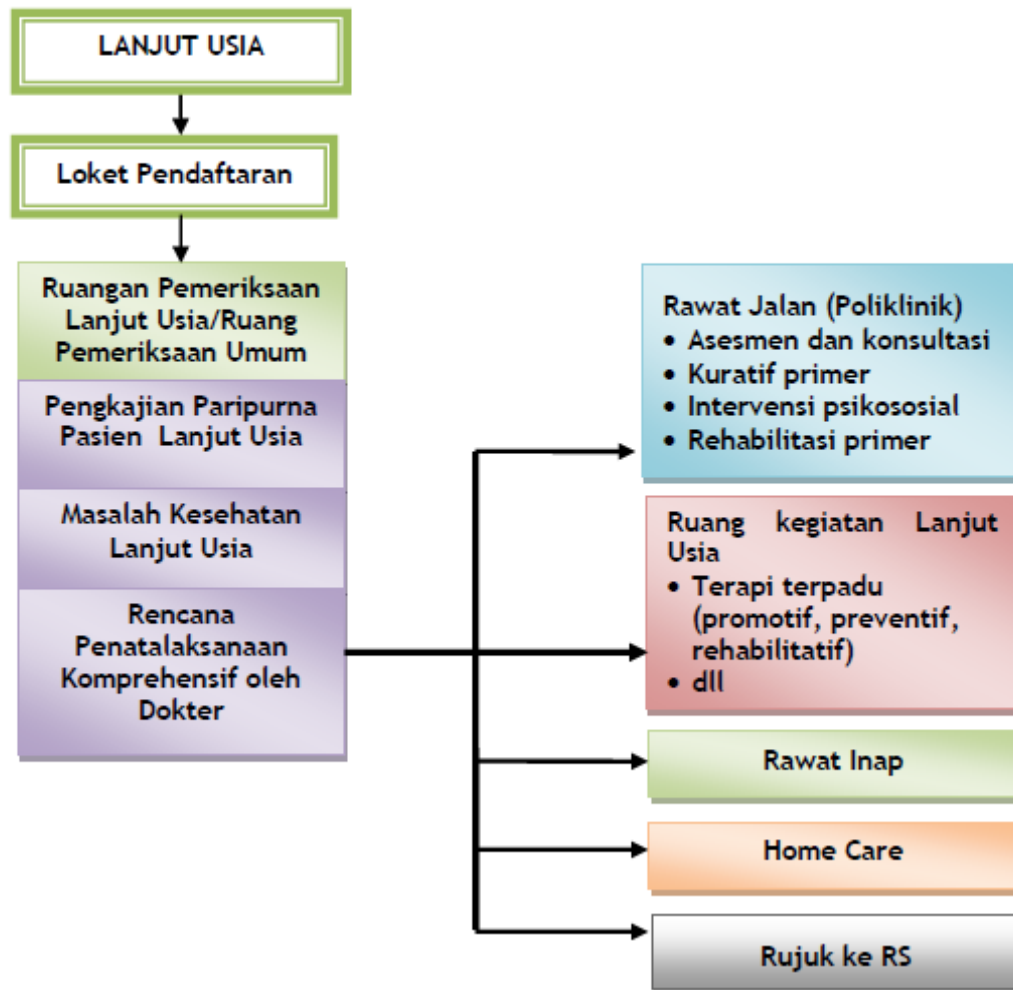 LANJUT USIA
Loket Pendaftaran
Ruangan Pemeriksaan
Lanjut Usia/Ruang
Pemeriksaan Umum
Pengkajian Paripurna
Pasien Lanjut Usia
Masalah Kesehatan
Lanjut Usia
Rencana
Penatalaksanaan
Komprehensif oleh
Dokter
Rawat Jalan (Poliklinik)
• Asesmen dan konsultasi
• Kuratif primer
• Intervensi psikososial
• Rehabilitasi primer
Ruang kegiatan Lanjut
Usia
• Terapi terpadu
(promotif, preventif,
rehabilitatif)
• dll
Rawat Inap
Home Care
Rujuk ke RS